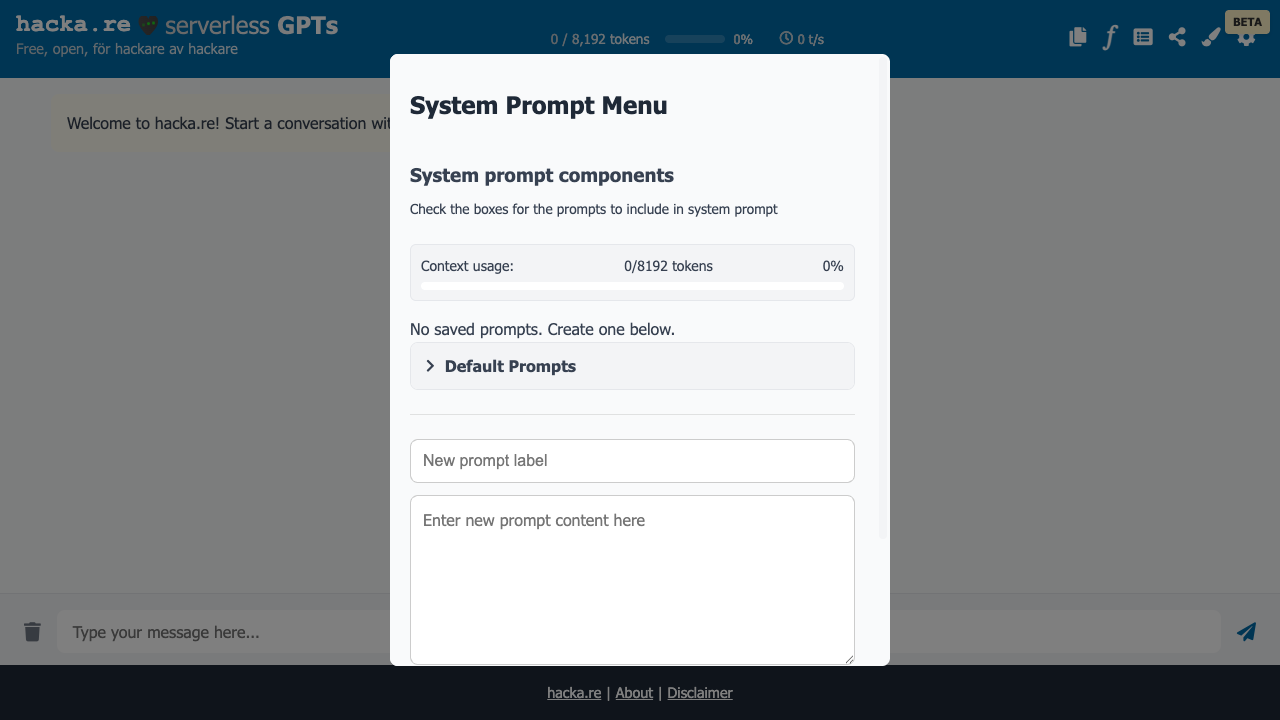 hacka.re serverless GPTs
Free, open, för hackare av hackare
0 / 8,192 tokens 0% 0 t/s
BETA
Welcome to hacka.re! Start a conversation
System Prompt Menu
System prompt components
Check the boxes for the prompts to include in system prompt
Context usage: 0/8192 tokens 0%
No saved prompts. Create one below.
Default Prompts
New prompt label
Enter new prompt content here
Type your message here...
hacka.re | About | Disclaimer